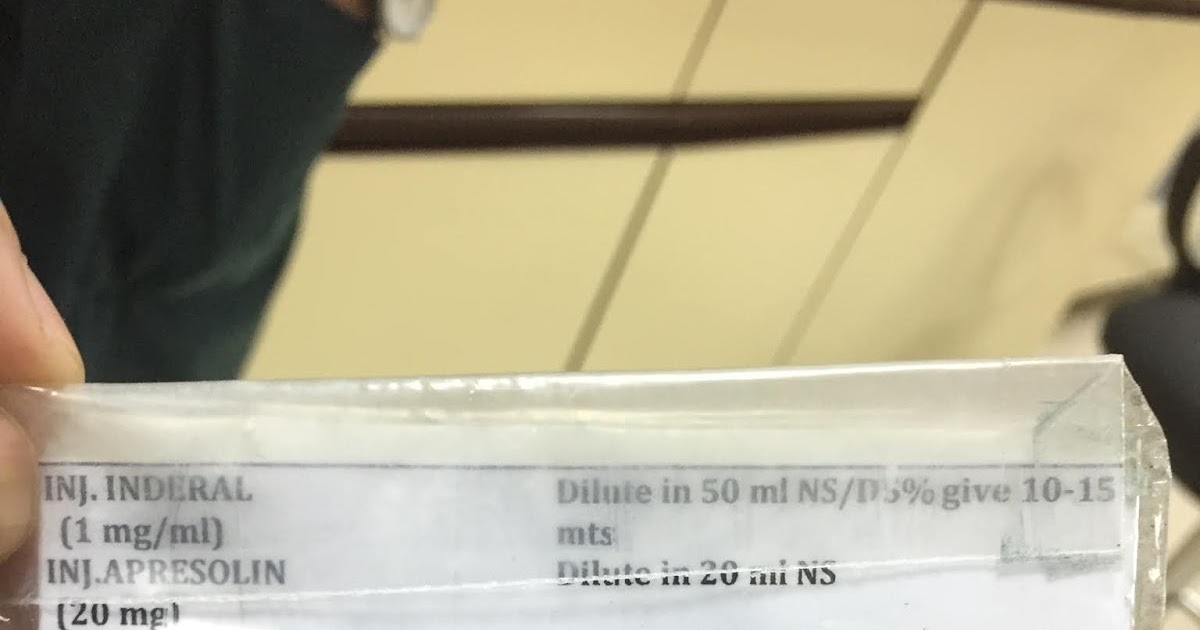 INJ. INDERAL Dilute in 50 ml NS/D5% give 10-15
(1 mg/ml) mts
INJ.APRESOLIN Dilute in 20 ml NS
(20 mg)